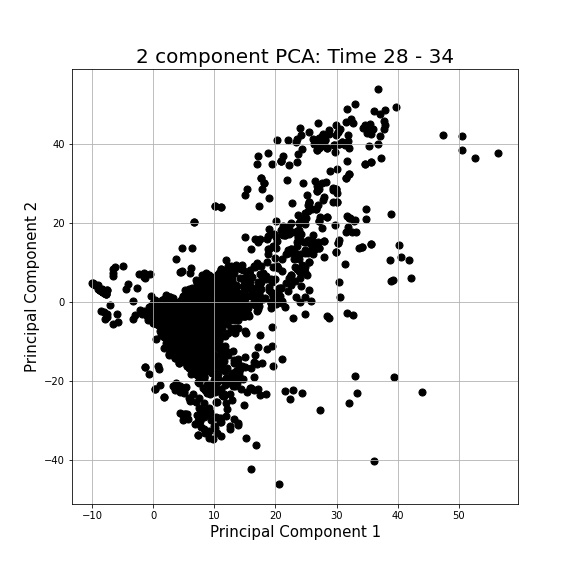 2 component PCA: Time 28 - 34
Principal Component 2
40
20
0
−20
−40
−10 0 10 20 30 40 50
Principal Component 1